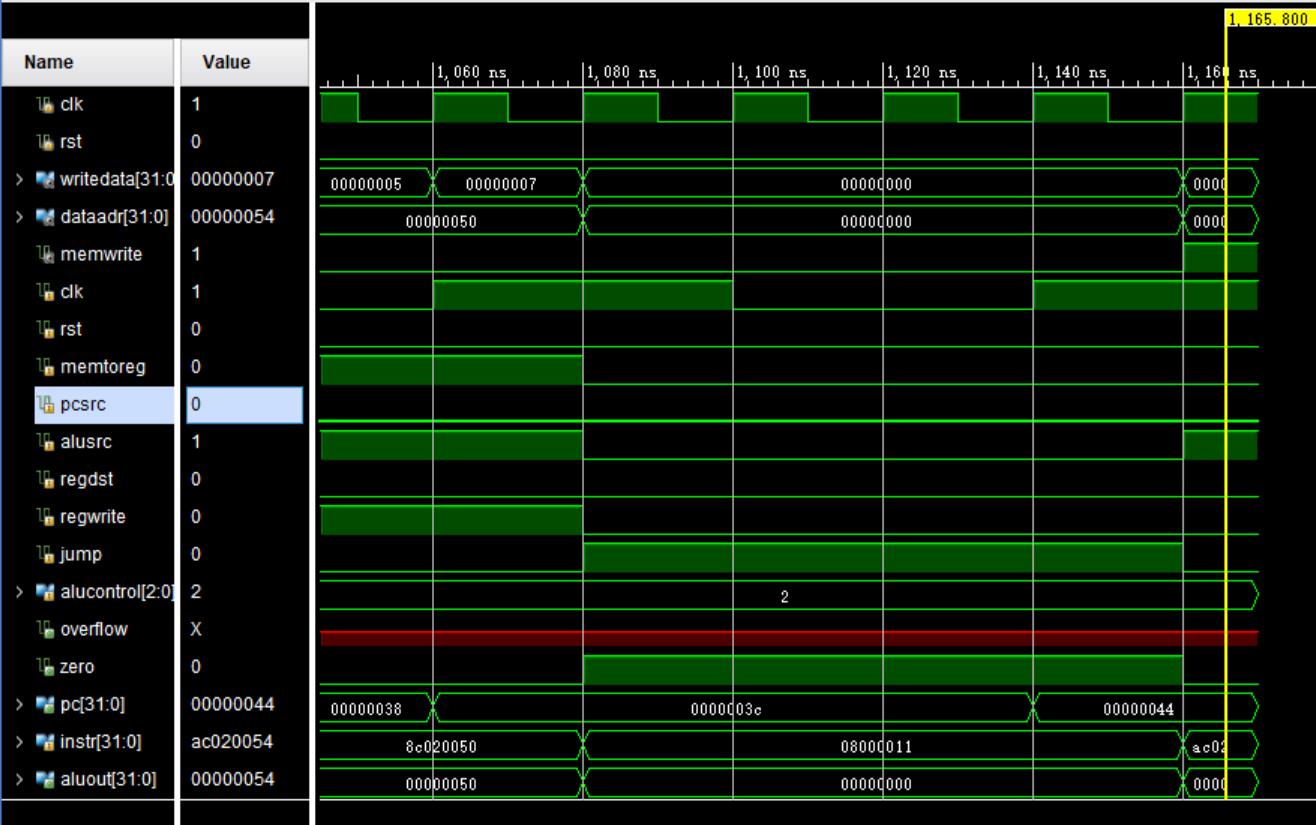 1,165.800
Name Value
1,060 ns 1,080 ns 1,100 ns 1,120 ns 1,140 ns 1,160 ns
clk 1
rst 0
writedata[31:0 00000007 00000005 00000007 00000000 0000
dataadr[31:0] 00000054 00000050 00000000 0000
memwrite 1
clk 1
rst 0
memtoreg 0
pcsrc 0
alusrc 1
regdst 0
regwrite 0
jump 0
alucontrol[2:0] 2 2
overflow X
zero 0
pc[31:0] 00000044 00000038 0000003c 00000044
instr[31:0] ac020054 8c020050 08000011 ac02
aluout[31:0] 00000054 00000050 00000000 0000